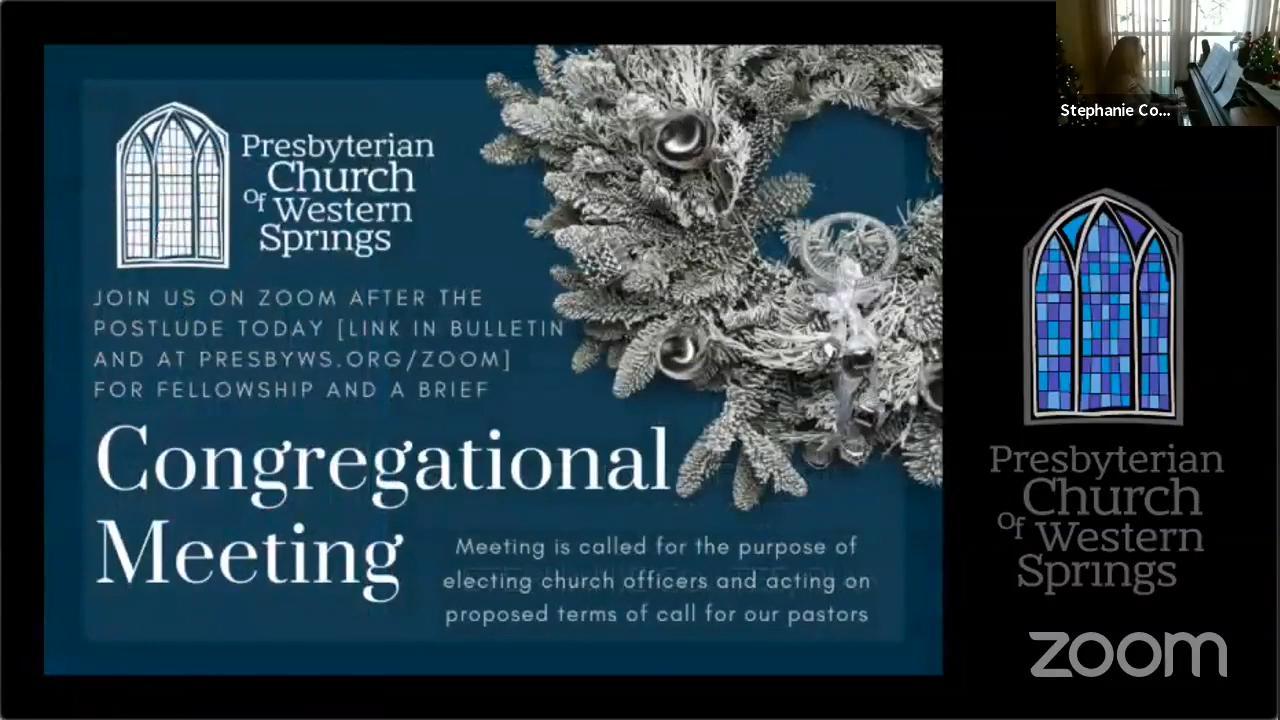 Presbyterian
Church
Of Western
Springs
JOIN US ON ZOOM AFTER THE
POSTLUDE TODAY [LINK IN BULLETIN
AND AT PRESBYWS.ORG/ZOOM]
FOR FELLOWSHIP AND A BRIEF
Congregational
Meeting
Meeting is called for the purpose of
electing church officers and acting on
proposed terms of call for our pastors
Stephanie Co...
Presbyterian
Church
Of Western
Springs
zoom